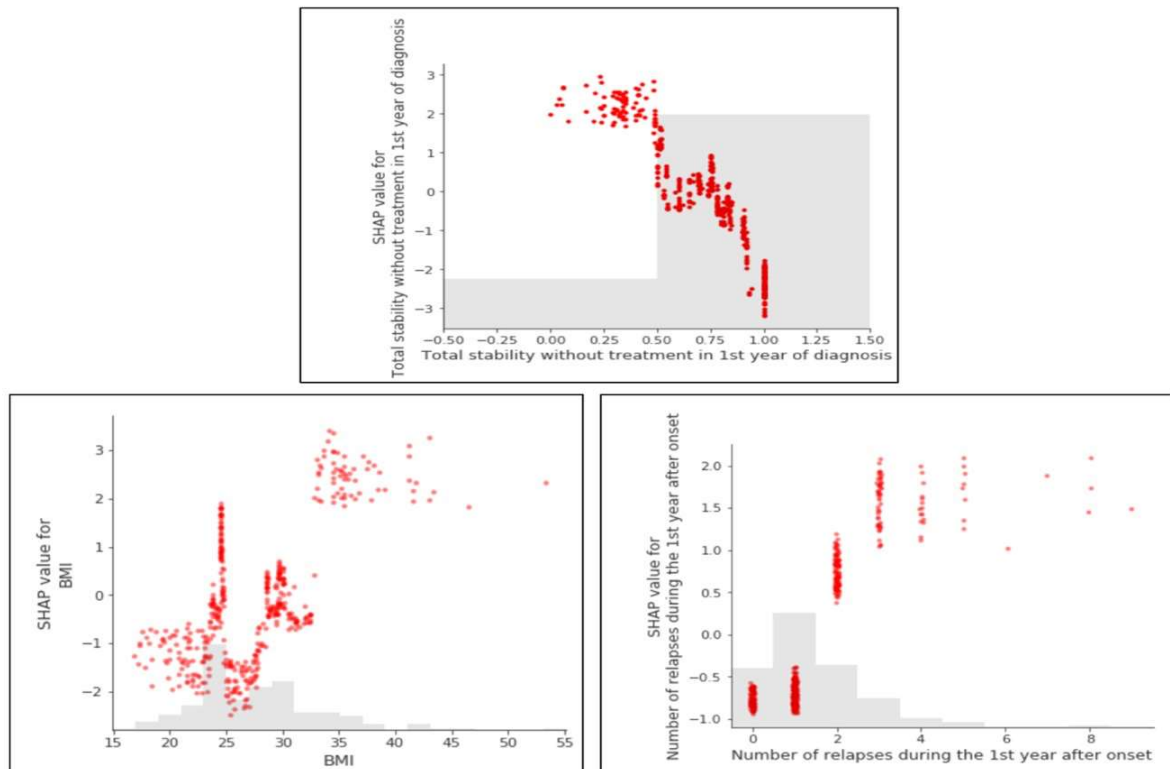 SHAP value for
Total stability without treatment in 1st year of diagnosis
3
2
1
0
−1
−2
−3
−0.50 −0.25 0.00 0.25 0.50 0.75 1.00 1.25 1.50
Total stability without treatment in 1st year of diagnosis
SHAP value for
BMI
3
2
1
0
−1
−2
15 20 25 30 35 40 45 50 55
BMI
SHAP value for
Number of relapses during the 1st year after onset
2.0
1.5
1.0
0.5
0.0
−0.5
−1.0
0 2 4 6 8
Number of relapses during the 1st year after onset